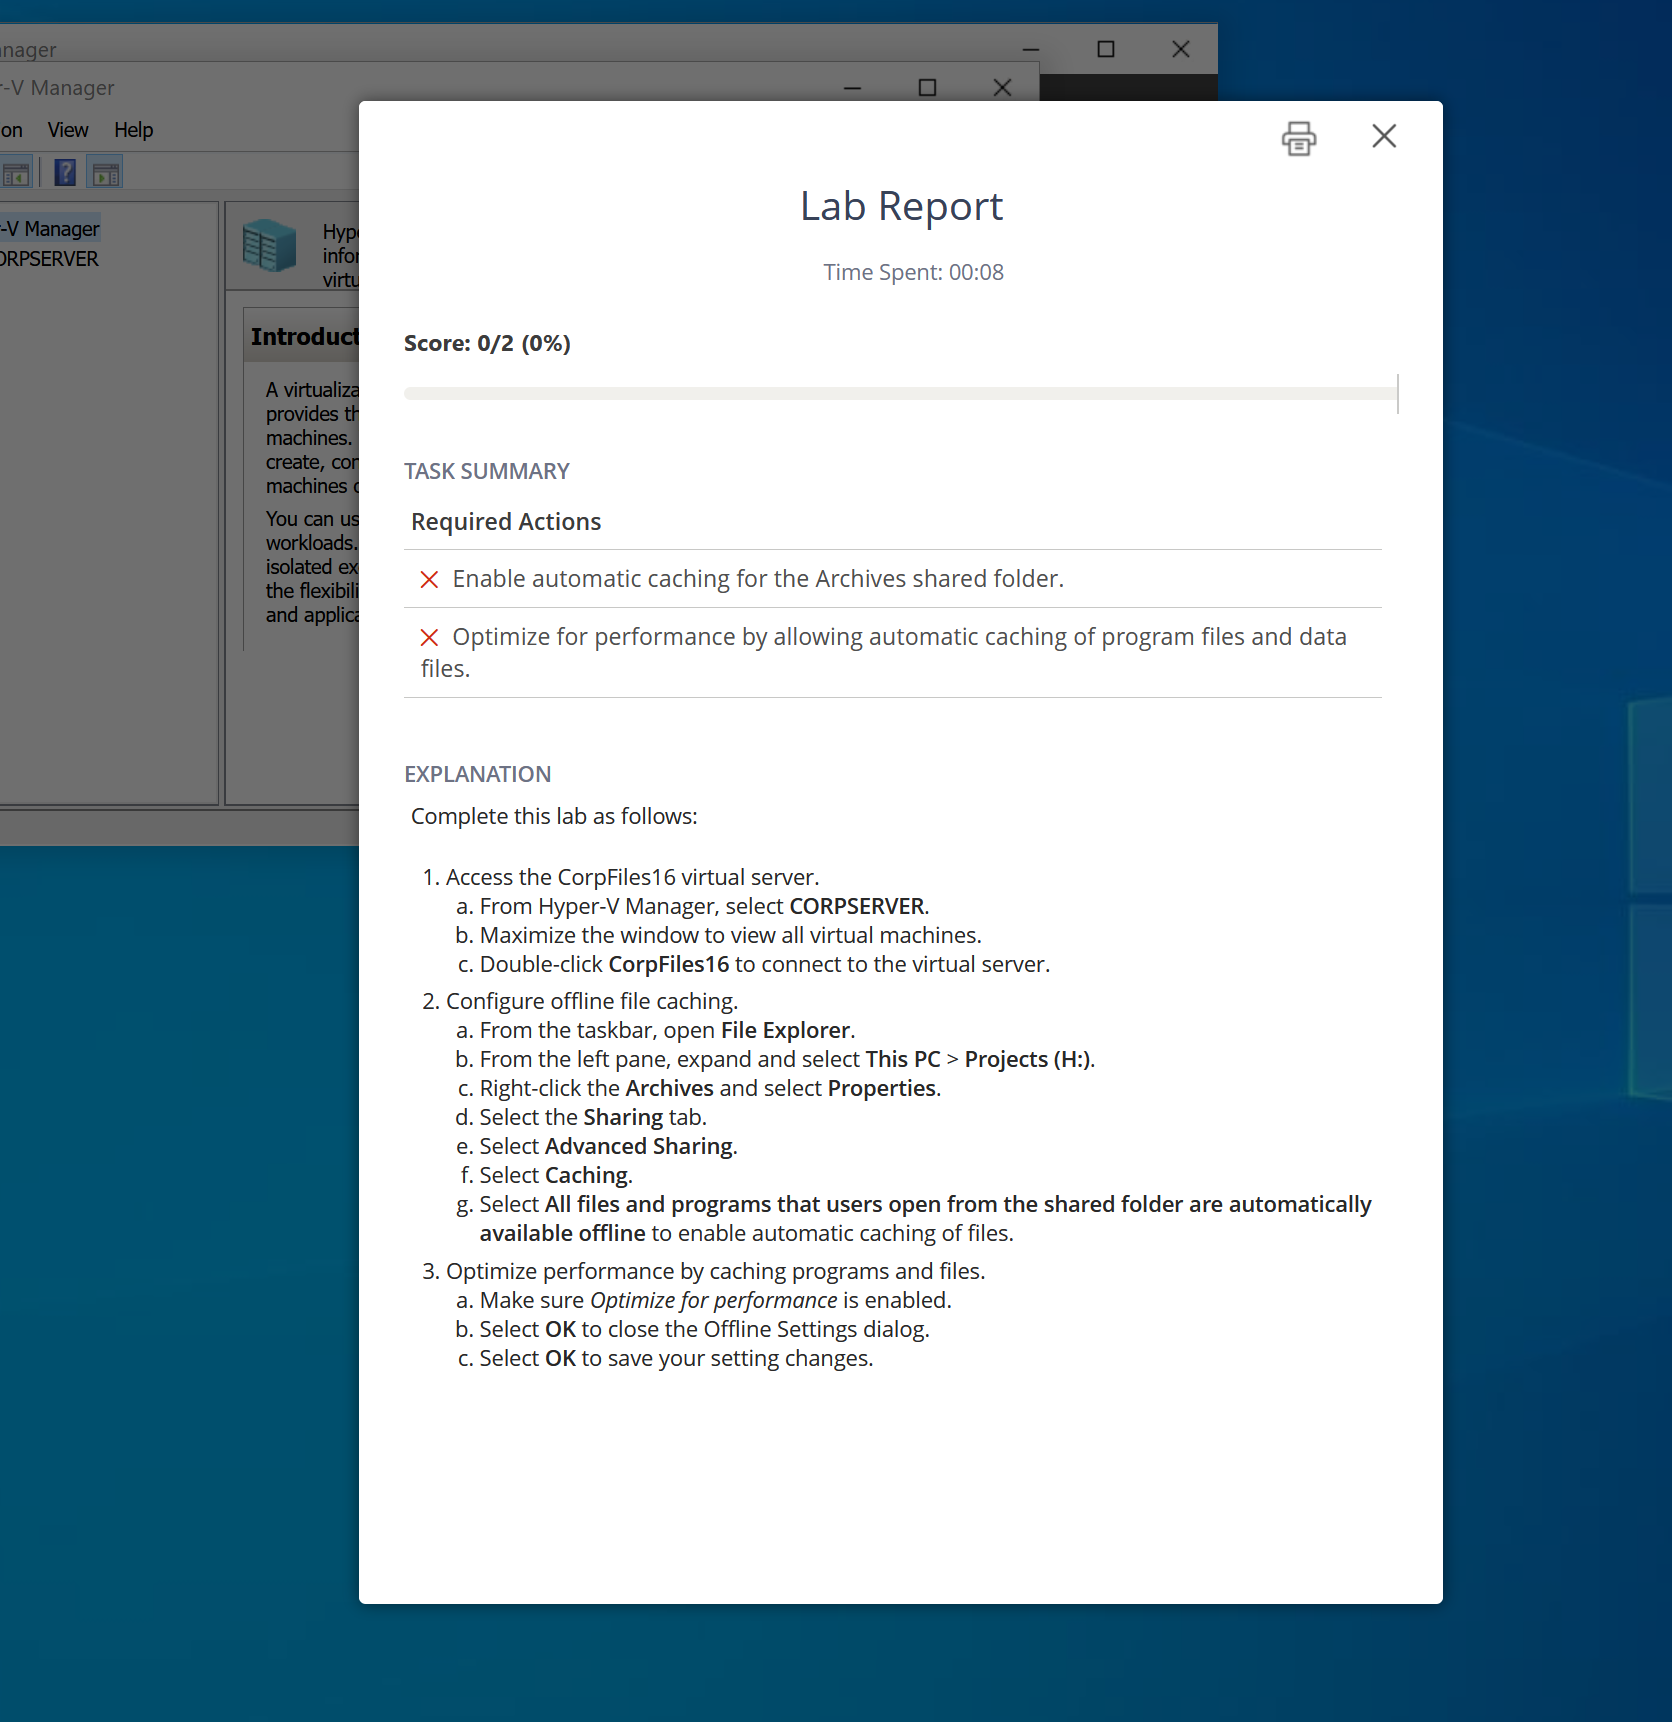 nager
-V Manager
on View Help
-V Manager
ORPSERVER
Hype
infor
virtu
Introduct
A virtualiza
provides th
machines.
create, cor
machines o
You can us
workloads.
isolated ex
the flexibili
and applica
Lab Report
Time Spent: 00:08
Score: 0/2 (0%)
TASK SUMMARY
Required Actions
Enable automatic caching for the Archives shared folder.
Optimize for performance by allowing automatic caching of program files and data
files.
EXPLANATION
Complete this lab as follows:
1. Access the CorpFiles16 virtual server.
a. From Hyper-V Manager, select CORPSERVER.
b. Maximize the window to view all virtual machines.
c. Double-click CorpFiles16 to connect to the virtual server.
2. Configure offline file caching.
a. From the taskbar, open File Explorer.
b. From the left pane, expand and select This PC > Projects (H:).
c. Right-click the Archives and select Properties.
d. Select the Sharing tab.
e. Select Advanced Sharing.
f. Select Caching.
g. Select All files and programs that users open from the shared folder are automatically
available offline to enable automatic caching of files.
3. Optimize performance by caching programs and files.
a. Make sure Optimize for performance is enabled.
b. Select OK to close the Offline Settings dialog.
c. Select OK to save your setting changes.